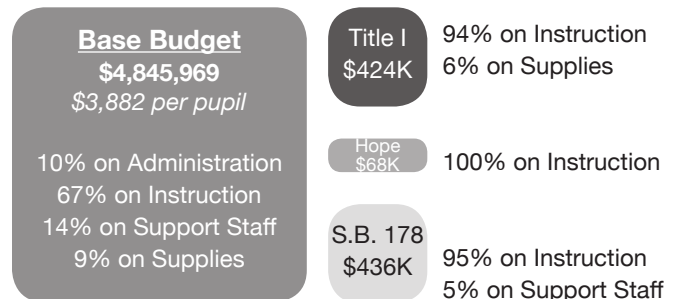 Base Budget
$4,845,969
$3,882 per pupil
10% on Administration
67% on Instruction
14% on Support Staff
9% on Supplies
Title I
$424K
94% on Instruction
6% on Supplies
Hope
$68K
100% on Instruction
S.B. 178
$436K
95% on Instruction
5% on Support Staff